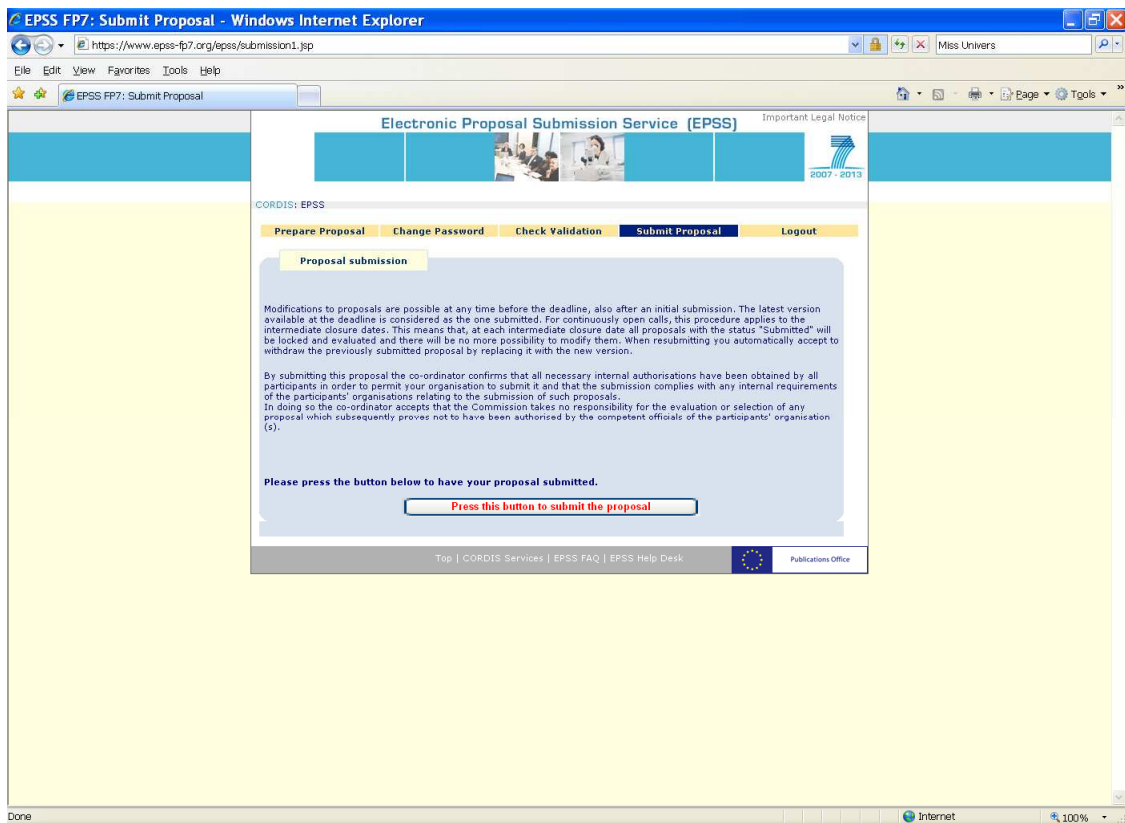 EPSS FP7: Submit Proposal - Windows Internet Explorer
https://www.epss-fp7.org/epss/submission1.jsp
Miss Univers
File Edit View Favorites Tools Help
EPSS FP7: Submit Proposal
Page Tools »
Electronic Proposal Submission Service (EPSS)
Important Legal Notice
7
2007 - 2013
CORDIS: EPSS
Prepare Proposal Change Password Check Validation Submit Proposal Logout
Proposal submission
Modifications to proposals are possible at any time before the deadline, also after an initial submission. The latest version
available at the deadline is considered as the one submitted. For continuously open calls, this procedure applies to the
intermediate closure dates. This means that, at each intermediate closure date all proposals with the status "Submitted" will
be locked and evaluated and there will be no more possibility to modify them. When resubmitting you automatically accept to
withdraw the previously submitted proposal by replacing it with the new version.
By submitting this proposal the co-ordinator confirms that all necessary internal authorisations have been obtained by all
participants in order to permit your organisation to submit it and that the submission complies with any internal requirements
of the participants' organisations relating to the submission of such proposals.
In doing so the co-ordinator accepts that the Commission takes no responsibility for the evaluation or selection of any
proposal which subsequently proves not to have been authorised by the competent officials of the participants' organisation
(s).
Please press the button below to have your proposal submitted.
Press this button to submit the proposal
Top | CORDIS Services | EPSS FAQ | EPSS Help Desk
Publications Office
Done
Internet
100%